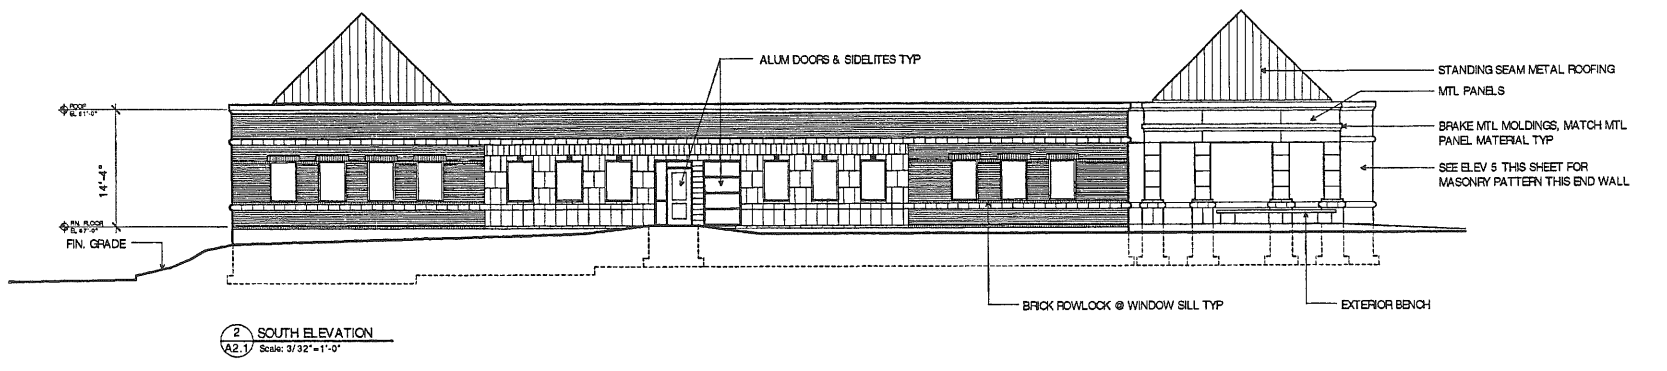 ALUM DOORS & SIDELITES TYP
STANDING SEAM METAL ROOFING
MTL PANELS
BRAKE MTL MOLDINGS, MATCH MTL
PANEL MATERIAL TYP
SEE ELEV 5 THIS SHEET FOR
MASONRY PATTERN THIS END WALL
ROOF
14'-4"
FIN. FLOOR
FIN. GRADE
BRICK ROWLOCK @ WINDOW SILL TYP
EXTERIOR BENCH
2 SOUTH ELEVATION
A2.1 Scale: 3/32"=1'-0"